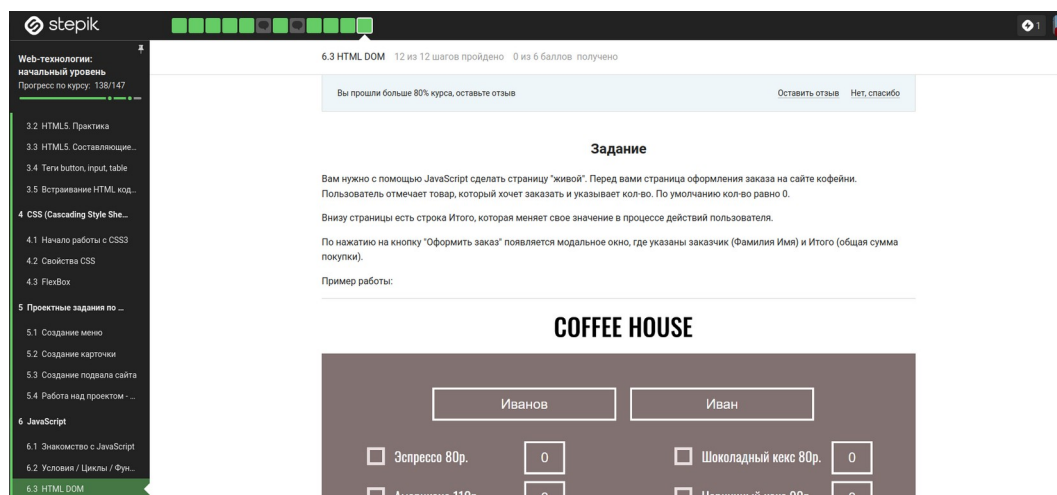 stepik
1
Web-технологии:
начальный уровень
Прогресс по курсу: 138/147
3.2 HTML5. Практика
3.3 HTML5. Составляющие...
3.4 Теги button, input, table
3.5 Встраивание HTML код...
4 CSS (Cascading Style She...
4.1 Начало работы с CSS3
4.2 Свойства CSS
4.3 FlexBox
5 Проектные задания по ...
5.1 Создание меню
5.2 Создание карточки
5.3 Создание подвала сайта
5.4 Работа над проектом - ...
6 JavaScript
6.1 Знакомство с JavaScript
6.2 Условия / Циклы / Фун...
6.3 HTML DOM
6.3 HTML DOM 12 из 12 шагов пройдено 0 из 6 баллов получено
Вы прошли больше 80% курса, оставьте отзыв Оставить отзыв Нет, спасибо
Задание
Вам нужно с помощью JavaScript сделать страницу "живой". Перед вами страница оформления заказа на сайте кофейни.
Пользователь отмечает товар, который хочет заказать и указывает кол-во. По умолчанию кол-во равно 0.
Внизу страницы есть строка Итого, которая меняет свое значение в процессе действий пользователя.
По нажатию на кнопку "Оформить заказ" появляется модальное окно, где указаны заказчик (Фамилия Имя) и Итого (общая сумма
покупки).
Пример работы:
COFFEE HOUSE
Иванов Иван
Эспрессо 80р. 0 Шоколадный кекс 80р. 0